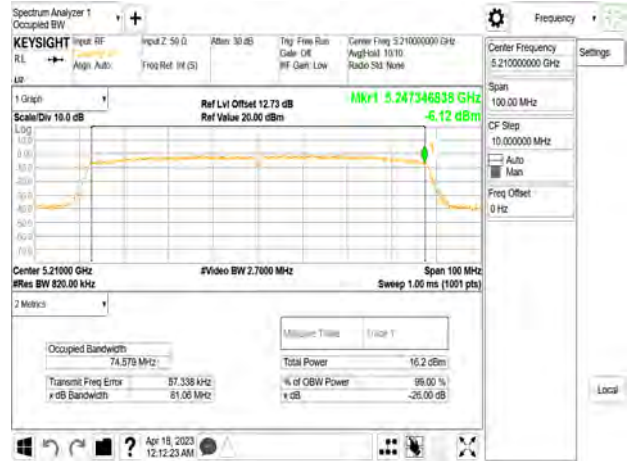 Spectrum Analyzer 1
Occupied BW
Frequency
KEYSIGHT Input: RF
Input Z: 50 Ω
Atten: 30 dB
Trig: Free Run
Center Freq: 5.210000000 GHz
Gate: Off
Avg|Hold: 10/10
RL
Align: Auto
Freq Ref: Int (S)
#IF Gain: Low
Radio Std: None
1 Graph
Ref Lvl Offset 12.73 dB
Mkr1 5.247346838 GHz
Scale/Div 10.0 dB
Ref Value 20.00 dBm
-6.12 dBm
Log
Center 5.21000 GHz
#Video BW 2.7000 MHz
Span 100 MHz
#Res BW 820.00 kHz
Sweep 1.00 ms (1001 pts)
2 Metrics
Measure Trace
Trace 1
Occupied Bandwidth
74.579 MHz
Total Power
16.2 dBm
Transmit Freq Error
57.338 kHz
% of OBW Power
99.00 %
x dB Bandwidth
81.06 MHz
x dB
-26.00 dB
Apr 18, 2023
12:12:23 AM
Center Frequency
5.210000000 GHz
Settings
Span
100.00 MHz
CF Step
10.000000 MHz
Auto
Man
Freq Offset
0 Hz
Local